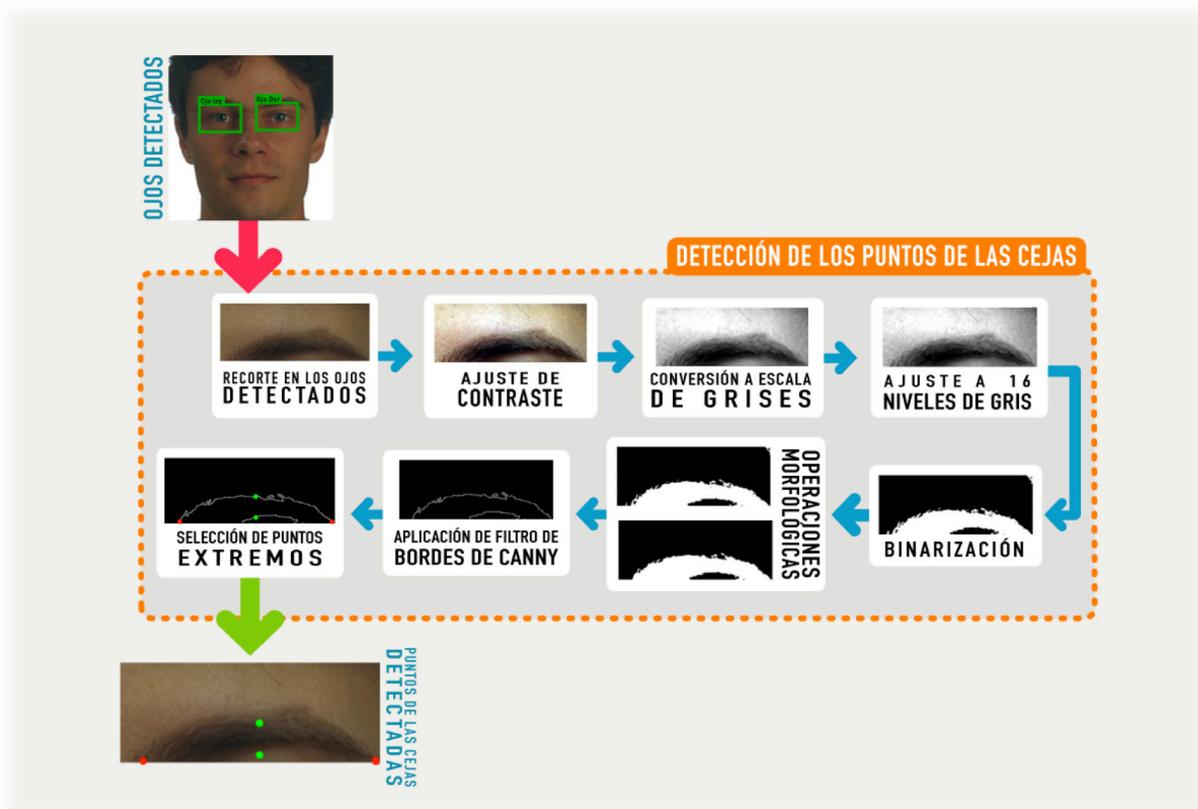 OJOS DETECTADOS
Ojo Izq
Ojo Der
DETECCIÓN DE LOS PUNTOS DE LAS CEJAS
RECORTE EN LOS OJOS
DETECTADOS
AJUSTE DE
CONTRASTE
CONVERSIÓN A ESCALA
DE GRISES
AJUSTE A 16
NIVELES DE GRIS
BINARIZACIÓN
OPERACIONES
MORFOLÓGICAS
APLICACIÓN DE FILTRO DE
BORDES DE CANNY
SELECCIÓN DE PUNTOS
EXTREMOS
PUNTOS DE LAS CEJAS
DETECTADAS